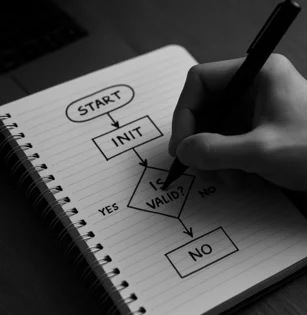 START
INIT
IS
VALID?
YES
NO
NO